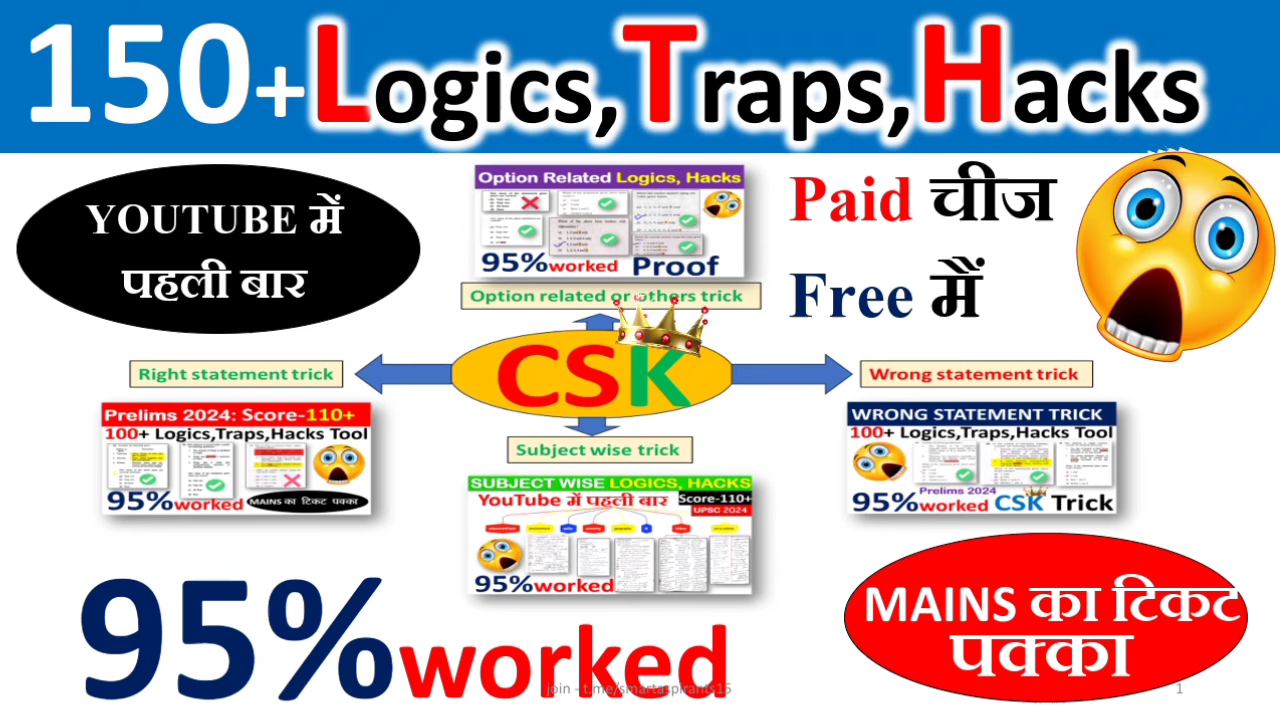 150+Logics,Traps,Hacks
YOUTUBE में
पहली बार
Option Related Logics, Hacks
95%worked Proof
Option related or others trick
Paid चीज
Free मैं
CSK
Right statement trick
Prelims 2024: Score-110+
100+ Logics,Traps,Hacks Tool
95%worked
MAINS का टिकट पक्का
Wrong statement trick
WRONG STATEMENT TRICK
100+ Logics,Traps,Hacks Tool
Prelims 2024
95%worked CSK Trick
Subject wise trick
SUBJECT WISE LOGICS, HACKS
YouTube में पहली बार
Score-110+
UPSC 2024
95%worked
95%worked
MAINS का टिकट
पक्का
join - t.me/smartaspirants15
1